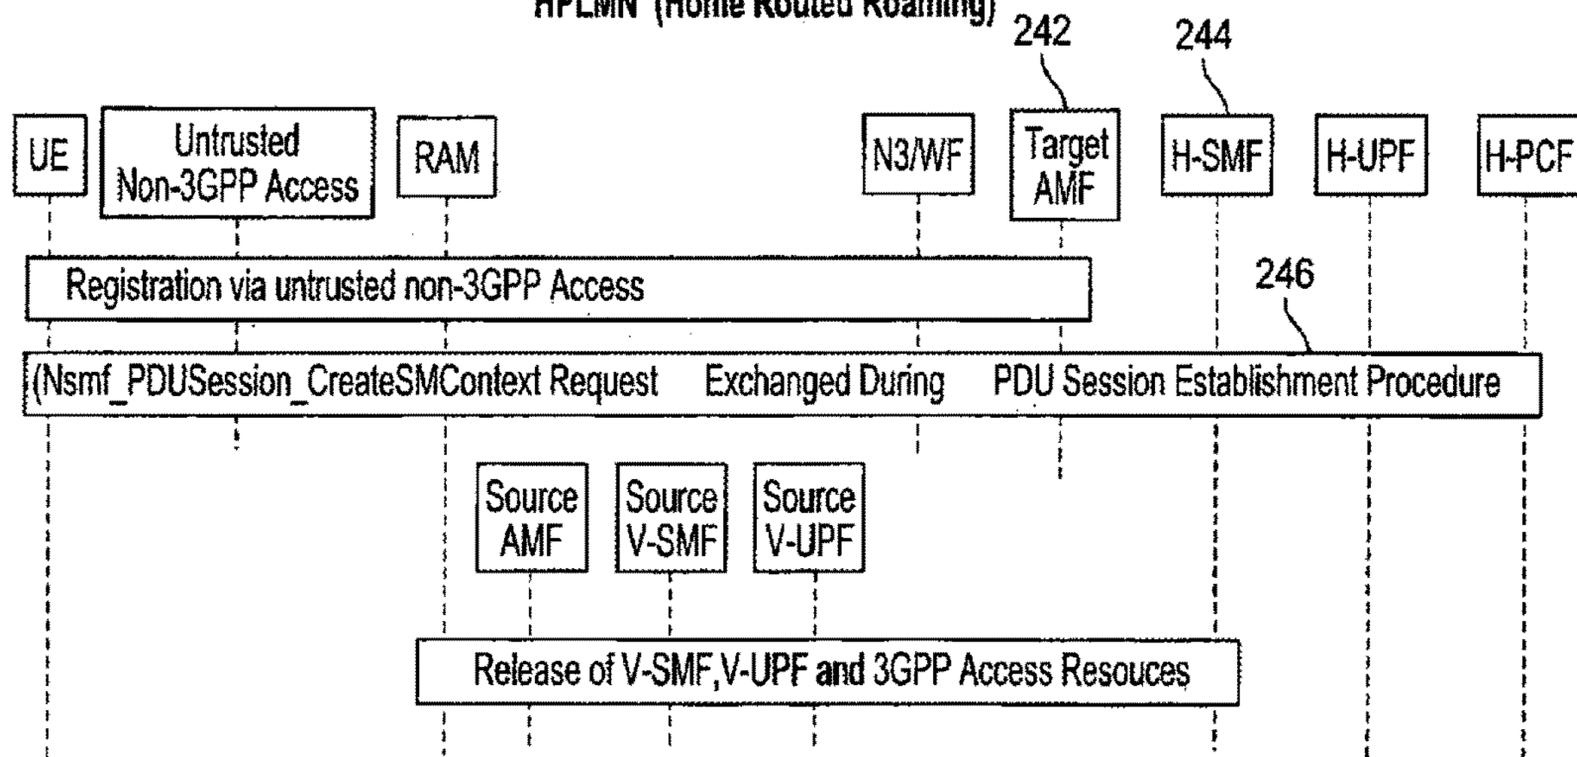 HPLMN (Home Routed Roaming)
242
244
UE
Untrusted
Non-3GPP Access
RAM
N3/WF
Target
AMF
H-SMF
H-UPF
H-PCF
Registration via untrusted non-3GPP Access
246
(Nsmf_PDUSession_CreateSMContext Request Exchanged During PDU Session Establishment Procedure
Source
AMF
Source
V-SMF
Source
V-UPF
Release of V-SMF,V-UPF and 3GPP Access Resouces